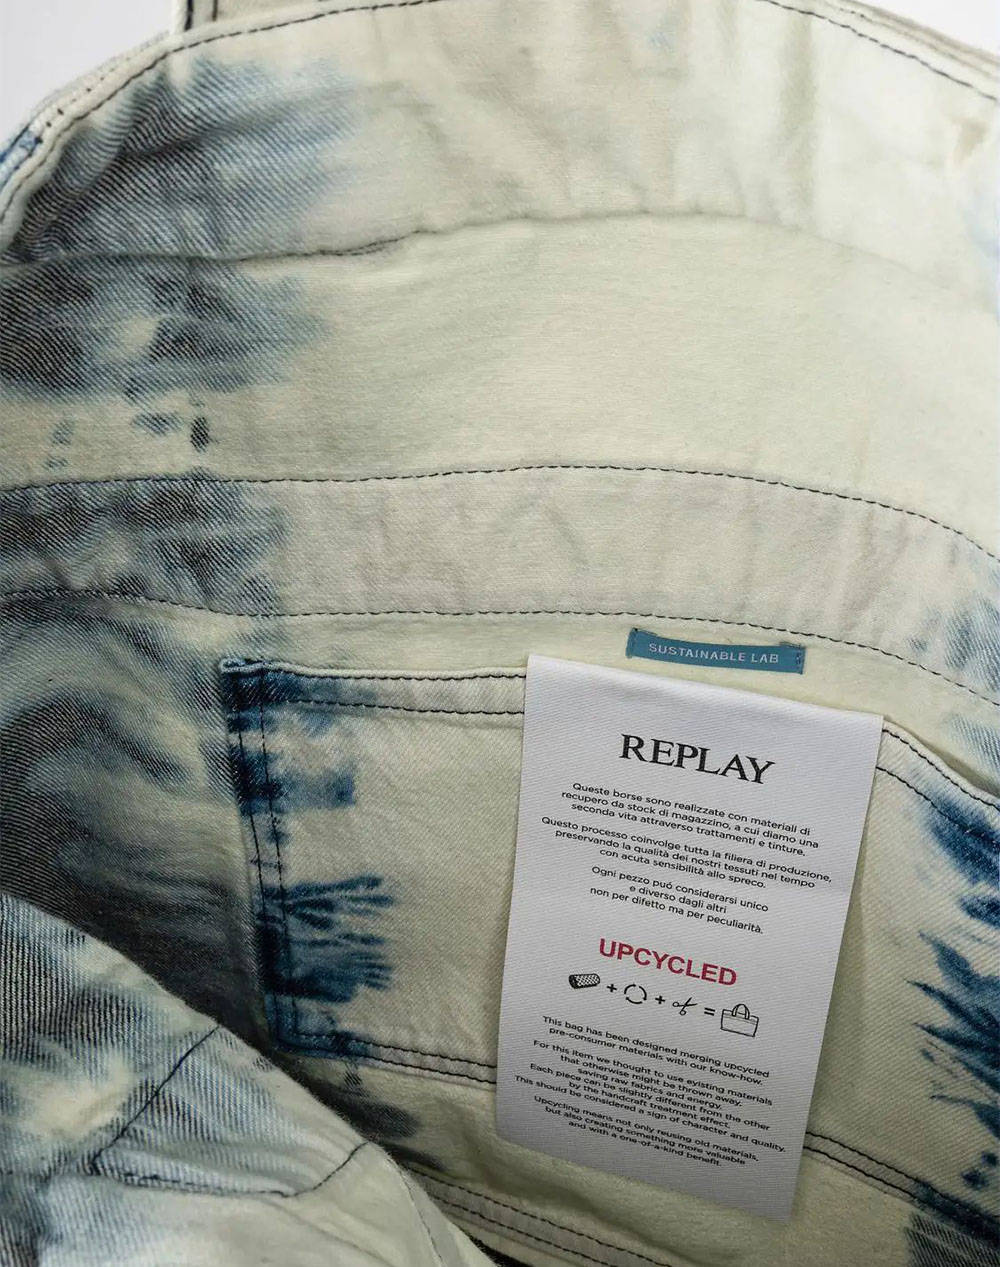 SUSTAINABLE LAB
REPLAY
Queste borse sono realizzate con materiali di
recupero da stock di magazzino, a cui diamo una
seconda vita attraverso trattamenti e tinture.
Questo processo coinvolge tutta la filiera di produzione,
preservando la qualità dei nostri tessuti nel tempo
con acuta sensibilità allo spreco.
Ogni pezzo può considerarsi unico
e diverso dagli altri
non per difetto ma per peculiarità.
UPCYCLED
+ + =
This bag has been designed merging upcycled
pre-consumer materials with our know-how.
For this item we thought to use exlsting materials
that otherwise might be thrown away.
saving raw fabrics and energy.
Each piece can be slightly different from the other
by the handcraft treatment effect.
This should be considered a sign of character and quality.
Upcycling means not only reusing old materials,
but also creating something more valuable
and with a one-of-a-kind benefit.